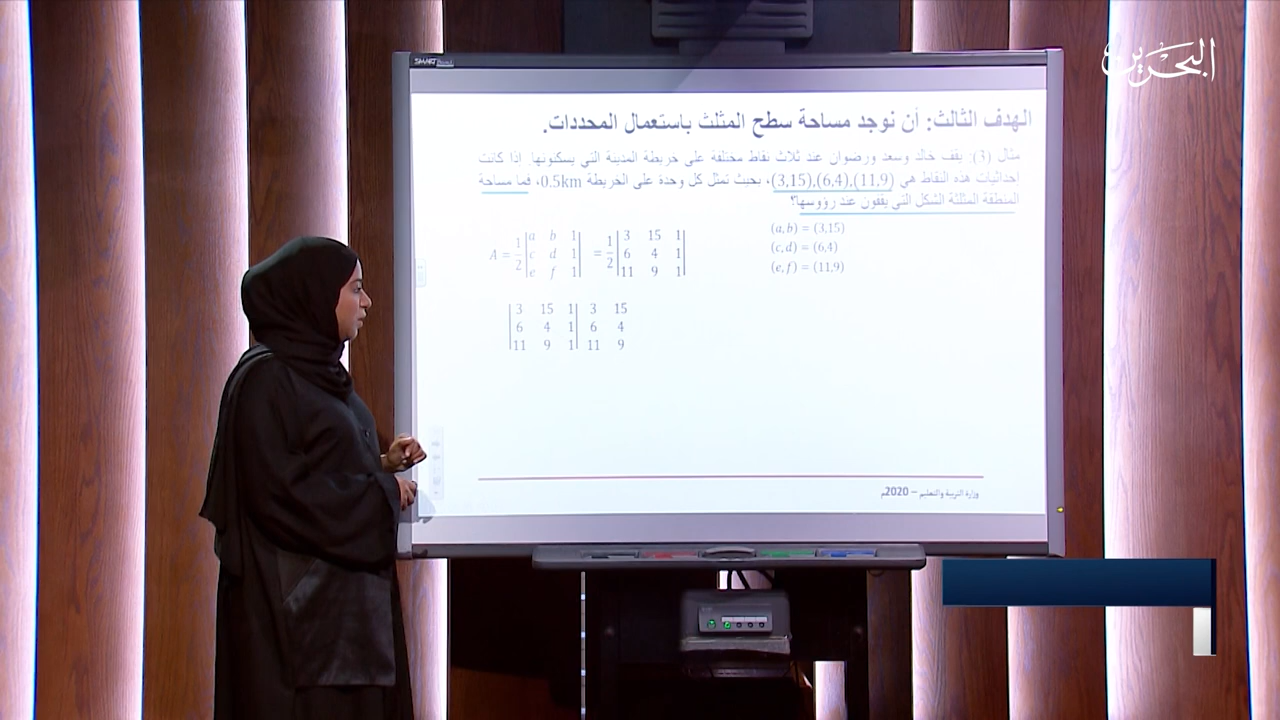 البحرين
SMART Board
الهدف الثالث: أن نوجد مساحة سطح المثلث باستعمال المحددات.
مثال (3): يقف خالد وسعد ورضوان عند ثلاث نقاط مختلفة على خريطة المدينة التي يسكنونها. إذا كانت
إحداثيات هذه النقاط هي (3,15),(6,4),(11,9)، بحيث تمثل كل وحدة على الخريطة 0.5km، فما مساحة
المنطقة المثلثة الشكل التي يقفون عند رؤوسها؟
(a, b) = (3,15)
(c, d) = (6,4)
(e, f) = (11,9)
A = 1/2 |a b 1; c d 1; e f 1| = 1/2 |3 15 1; 6 4 1; 11 9 1|
|3 15 1| 3 15
|6 4 1| 6 4
|11 9 1| 11 9
وزارة التربية والتعليم – 2020م